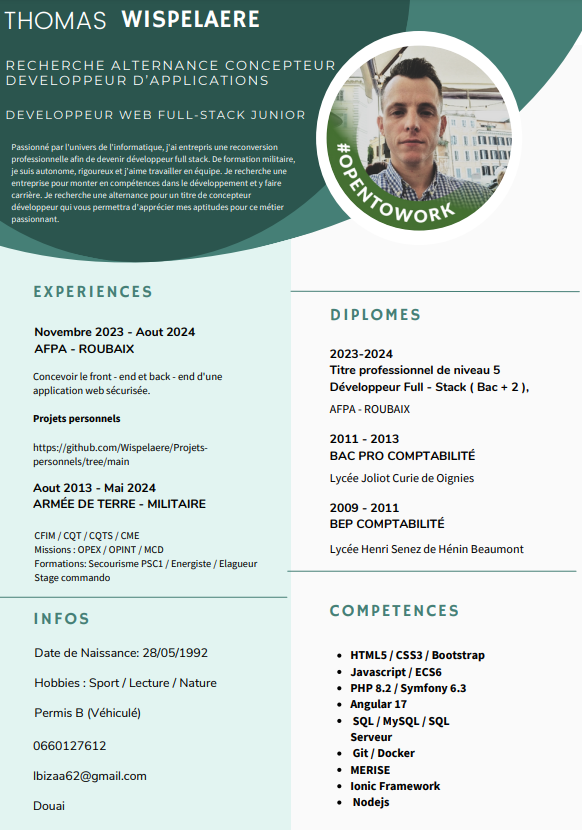 THOMAS WISPELAERE
RECHERCHE ALTERNANCE CONCEPTEUR
DEVELOPPEUR D'APPLICATIONS
DEVELOPPEUR WEB FULL-STACK JUNIOR
Passionné par l'univers de l'informatique, j'ai entrepris une reconversion
professionnelle afin de devenir développeur full stack. De formation militaire,
je suis autonome, rigoureux et j'aime travailler en équipe. Je recherche une
entreprise pour monter en compétences dans le développement et y faire
carrière. Je recherche une alternance pour un titre de concepteur
développeur qui vous permettra d'apprécier mes aptitudes pour ce métier
passionnant.
#OPENTOWORK
EXPERIENCES
Novembre 2023 - Aout 2024
AFPA - ROUBAIX
Concevoir le front - end et back - end d'une
application web sécurisée.
Projets personnels
https://github.com/Wispelaere/Projets-
personnels/tree/main
Aout 2013 - Mai 2024
ARMÉE DE TERRE - MILITAIRE
CFIM / CQT / CQTS / CME
Missions : OPEX / OPINT / MCD
Formations: Secourisme PSC1 / Energiste / Elagueur
Stage commando
INFOS
Date de Naissance: 28/05/1992
Hobbies : Sport / Lecture / Nature
Permis B (Véhiculé)
0660127612
Ibizaa62@gmail.com
Douai
DIPLOMES
2023-2024
Titre professionnel de niveau 5
Développeur Full - Stack ( Bac + 2 ),
AFPA - ROUBAIX
2011 - 2013
BAC PRO COMPTABILITÉ
Lycée Joliot Curie de Oignies
2009 - 2011
BEP COMPTABILITÉ
Lycée Henri Senez de Hénin Beaumont
COMPETENCES
• HTML5 / CSS3 / Bootstrap
• Javascript / ECS6
• PHP 8.2 / Symfony 6.3
• Angular 17
• SQL / MySQL / SQL
Serveur
• Git / Docker
• MERISE
• Ionic Framework
• Nodejs